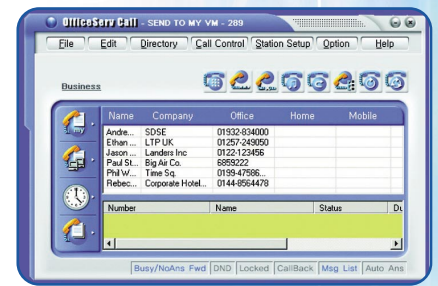 OfficeServ Call - SEND TO MY VM - 289
File Edit Directory Call Control Station Setup Option Help
Business
Name Company Office Home Mobile
Andre... SDSE 01932-834000
Ethan ... LTP UK 01257-249050
Jason ... Landers Inc 0122-123456
Paul St... Big Air Co. 6859222
Phil W... Time Sq. 0199-47586...
Rebec... Corporate Hotel... 0144-8564478
my
Number Name Status Du
Busy/NoAns Fwd DND Locked CallBack Msg List Auto Ans